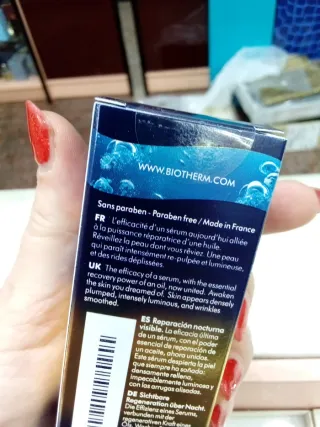 WWW.BIOTHERM.COM
Sans paraben - Paraben free / Made in France
FR L'efficacité d'un sérum aujourd'hui alliée
à la puissance réparatrice d'une huile.
Réveillez la peau dont vous rêviez. Une peau
qui paraît intensément re-pulpée et lumineuse,
et des rides déplissées.
UK The efficacy of a serum, with the essential
recovery power of an oil, now united. Awaken
the skin you dreamed of. Skin appears densely
plumped, intensely luminous, and wrinkles
smoothed.
ES Reparación nocturna
visible. La eficacia última
de un sérum, con el poder
esencial de reparación de
un aceite, ahora unidos.
Este sérum despierta la piel
que siempre ha soñado:
densamente rellena,
impecablemente luminosa y
con las arrugas alisadas.
DE Sichtbare
Regeneration über Nacht.
Die Effizienz eines Serums,
verbunden mit der
regenerativen Kraft eines